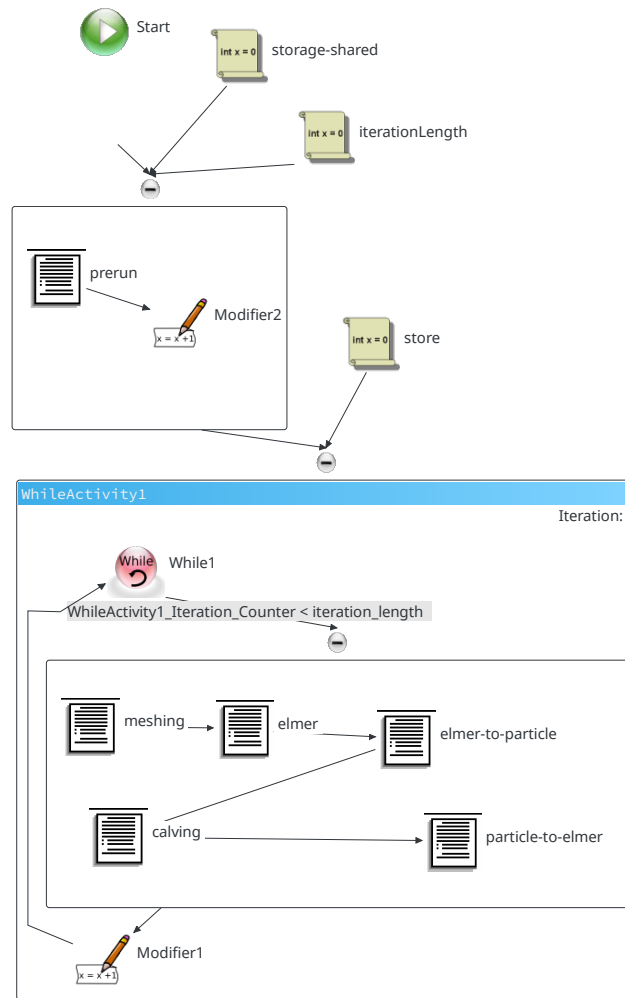 Start
int x = 0
storage-shared
int x = 0
iterationLength
prerun
x = x +1
Modifier2
int x = 0
store
WhileActivity1
Iteration:
While
While1
WhileActivity1_Iteration_Counter < iteration_length
meshing
elmer
elmer-to-particle
calving
particle-to-elmer
x = x +1
Modifier1